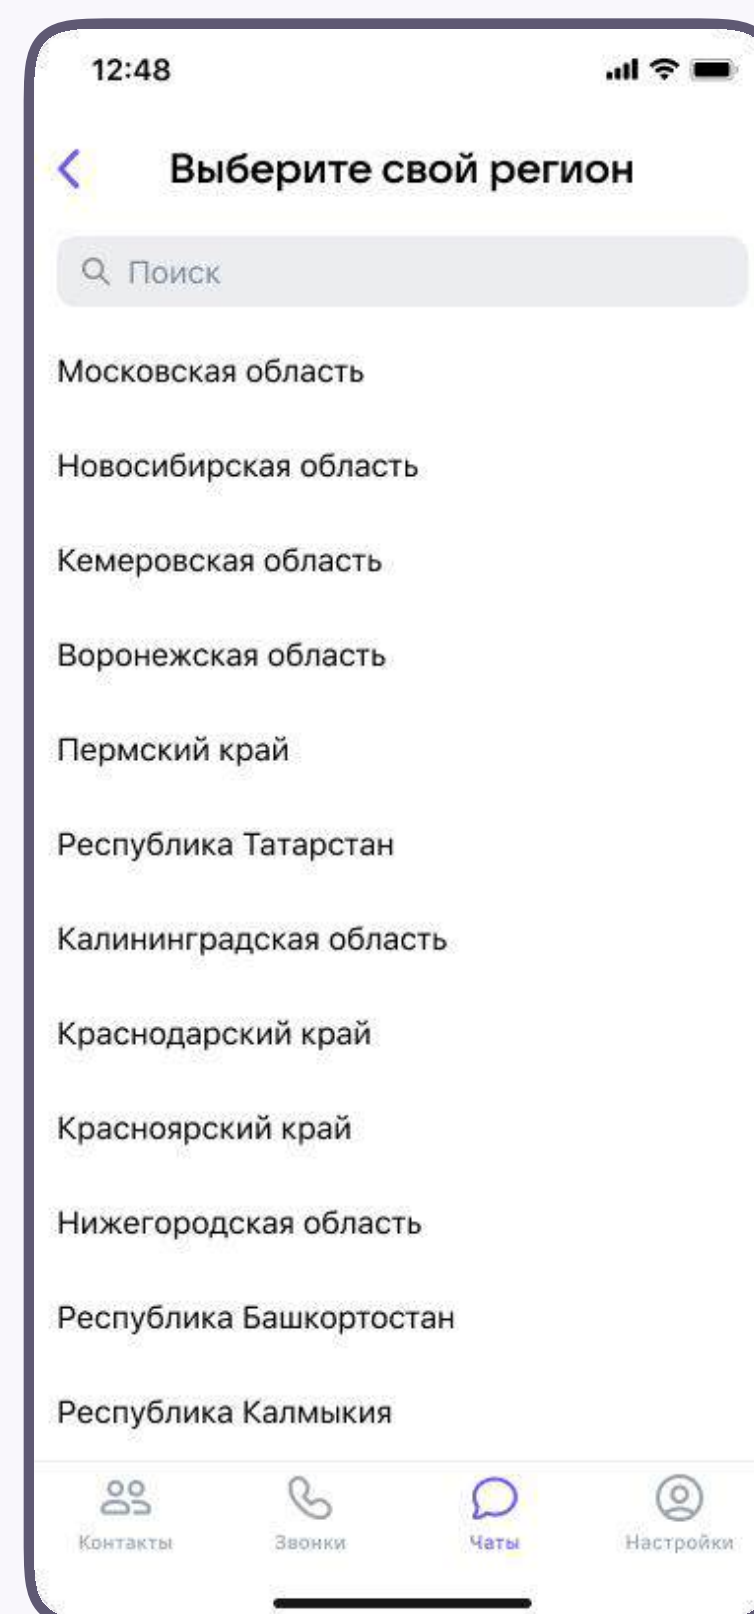 12:48
Выберите свой регион
Поиск
Московская область
Новосибирская область
Кемеровская область
Воронежская область
Пермский край
Республика Татарстан
Калининградская область
Краснодарский край
Красноярский край
Нижегородская область
Республика Башкортостан
Республика Калмыкия
Контакты Звонки Чаты Настройки